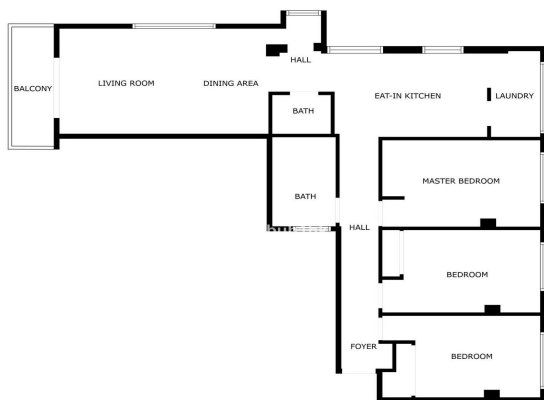 HALL
BALCONY
LIVING ROOM
DINING AREA
EAT-IN KITCHEN
LAUNDRY
BATH
MASTER BEDROOM
BATH
HALL
BEDROOM
FOYER
BEDROOM